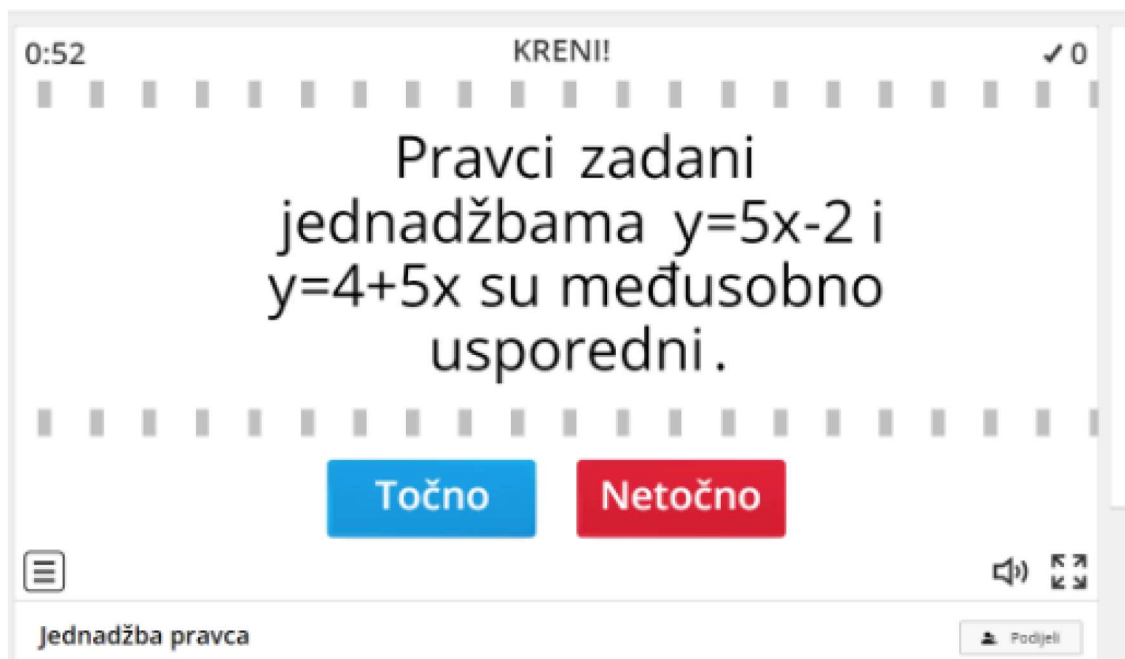 0:52 KRENI! ✓ 0
Pravci zadani
jednadžbama y=5x-2 i
y=4+5x su međusobno
usporedni.
Točno Netočno
Jednadžba pravca Podijeli